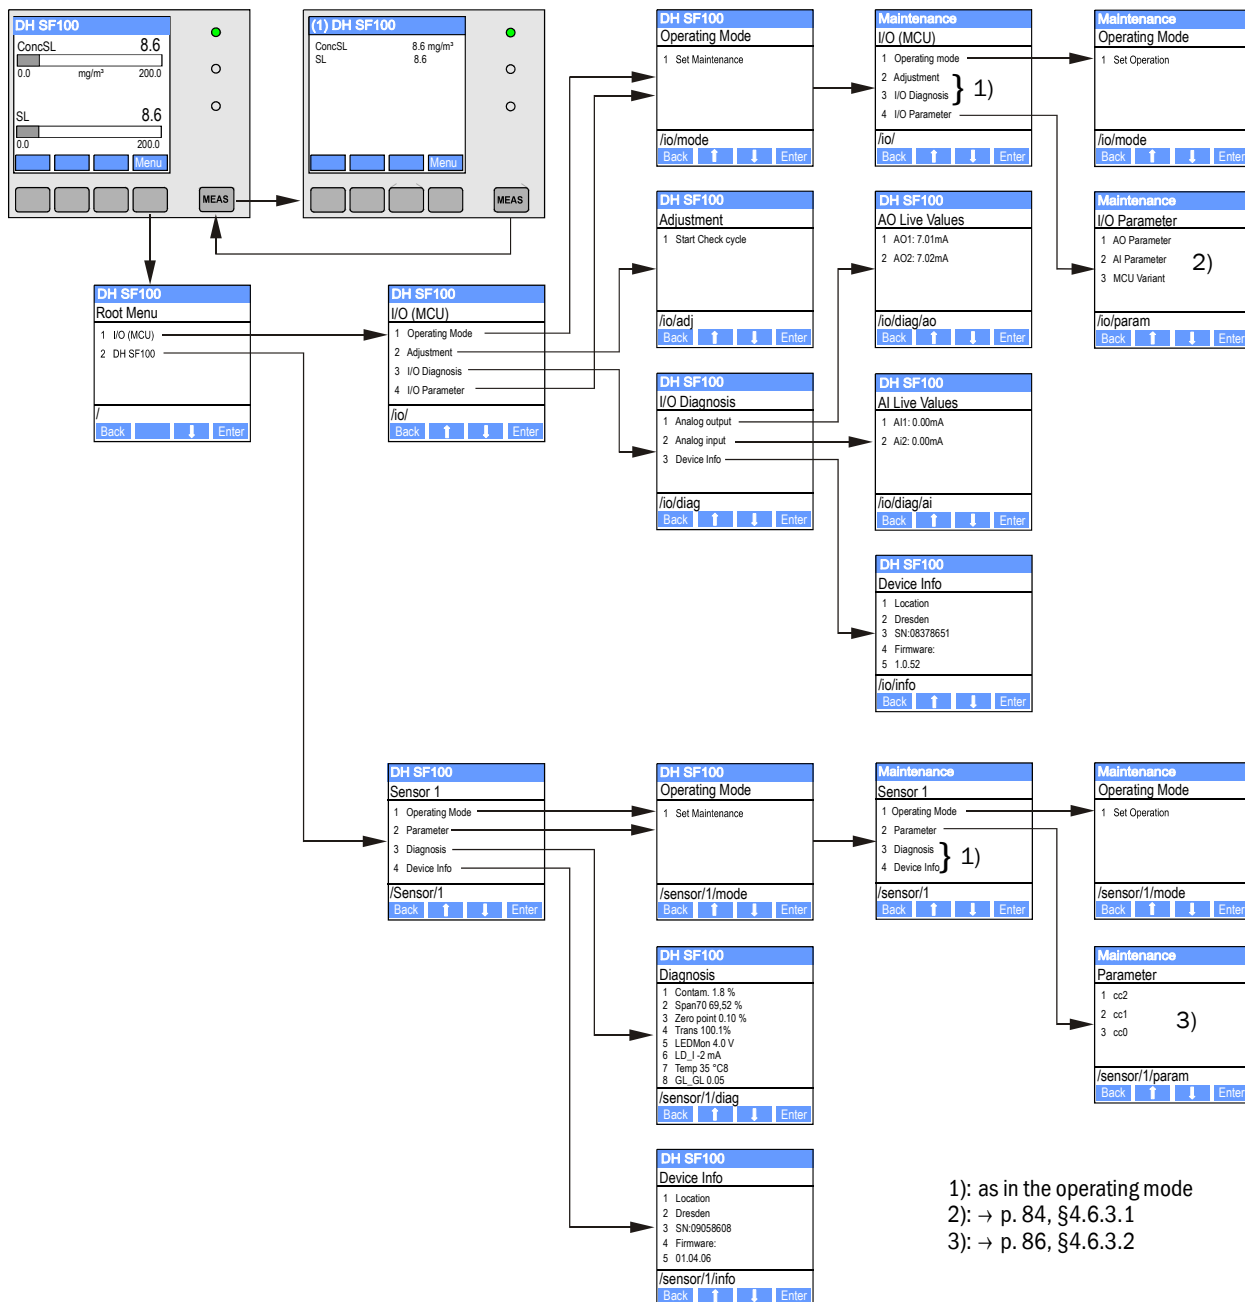 DH SF100
ConcSL 8.6
0.0 mg/m³ 200.0
SL 8.6
0.0 200.0
Menu
MEAS
(1) DH SF100
ConcSL 8.6 mg/m³
SL 8.6
Menu
MEAS
DH SF100
Operating Mode
1 Set Maintenance
/io/mode
Back Enter
Maintenance
I/O (MCU)
1 Operating mode
2 Adjustment
3 I/O Diagnosis
} 1)
4 I/O Parameter
/io/
Back Enter
Maintenance
Operating Mode
1 Set Operation
/io/mode
Back Enter
DH SF100
Adjustment
1 Start Check cycle
/io/adj
Back Enter
DH SF100
AO Live Values
1 AO1: 7.01mA
2 AO2: 7.02mA
/io/diag/ao
Back Enter
Maintenance
I/O Parameter
1 AO Parameter
2 AI Parameter
3 MCU Variant
2)
/io/param
Back Enter
DH SF100
Root Menu
1 I/O (MCU)
2 DH SF100
/
Back Enter
DH SF100
I/O (MCU)
1 Operating Mode
2 Adjustment
3 I/O Diagnosis
4 I/O Parameter
/io/
Back Enter
DH SF100
I/O Diagnosis
1 Analog output
2 Analog input
3 Device Info
/io/diag
Back Enter
DH SF100
AI Live Values
1 AI1: 0.00mA
2 Ai2: 0.00mA
/io/diag/ai
Back Enter
DH SF100
Device Info
1 Location
2 Dresden
3 SN:08378651
4 Firmware:
5 1.0.52
/io/info
Back Enter
DH SF100
Sensor 1
1 Operating Mode
2 Parameter
3 Diagnosis
4 Device Info
/Sensor/1
Back Enter
DH SF100
Operating Mode
1 Set Maintenance
/sensor/1/mode
Back Enter
Maintenance
Sensor 1
1 Operating Mode
2 Parameter
3 Diagnosis
4 Device Info
} 1)
/sensor/1
Back Enter
Maintenance
Operating Mode
1 Set Operation
/sensor/1/mode
Back Enter
DH SF100
Diagnosis
1 Contam. 1.8 %
2 Span70 69,52 %
3 Zero point 0.10 %
4 Trans 100.1%
5 LEDMon 4.0 V
6 LD_I -2 mA
7 Temp 35 °C8
8 GL_GL 0.05
/sensor/1/diag
Back Enter
Maintenance
Parameter
1 cc2
2 cc1
3 cc0
3)
/sensor/1/param
Back Enter
DH SF100
Device Info
1 Location
2 Dresden
3 SN:09058608
4 Firmware:
5 01.04.06
/sensor/1/info
Back Enter
1): as in the operating mode
2): → p. 84, §4.6.3.1
3): → p. 86, §4.6.3.2